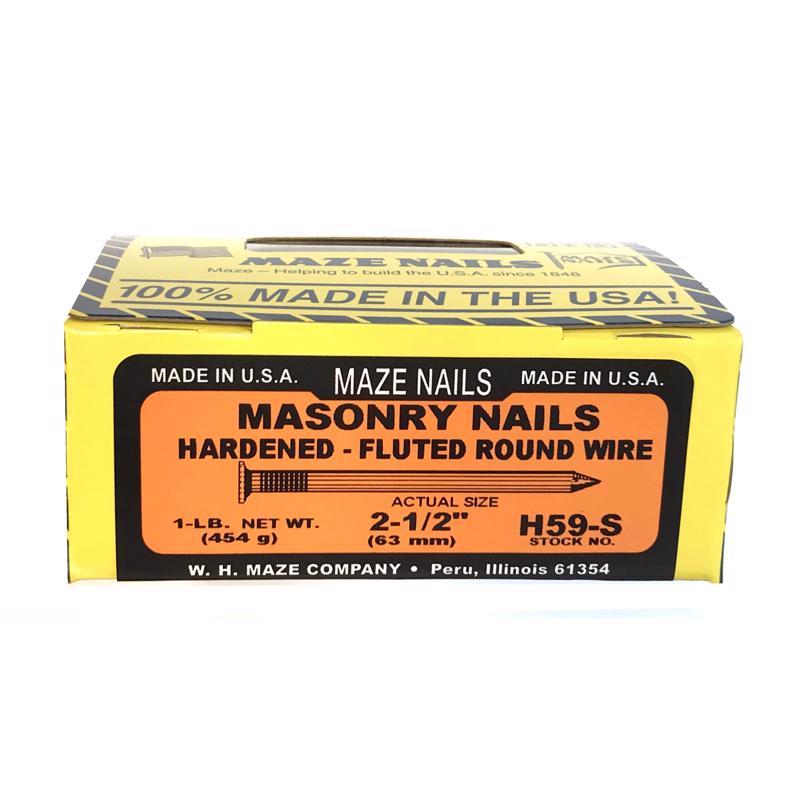 MAZE NAILS
MAZE
Maze – Helping to build the U.S.A. since 1848
100% MADE IN THE USA!
MADE IN U.S.A. MAZE NAILS MADE IN U.S.A.
MASONRY NAILS
HARDENED - FLUTED ROUND WIRE
ACTUAL SIZE
1-LB. NET WT. 2-1/2" H59-S
(454 g) (63 mm) STOCK NO.
W. H. MAZE COMPANY • Peru, Illinois 61354